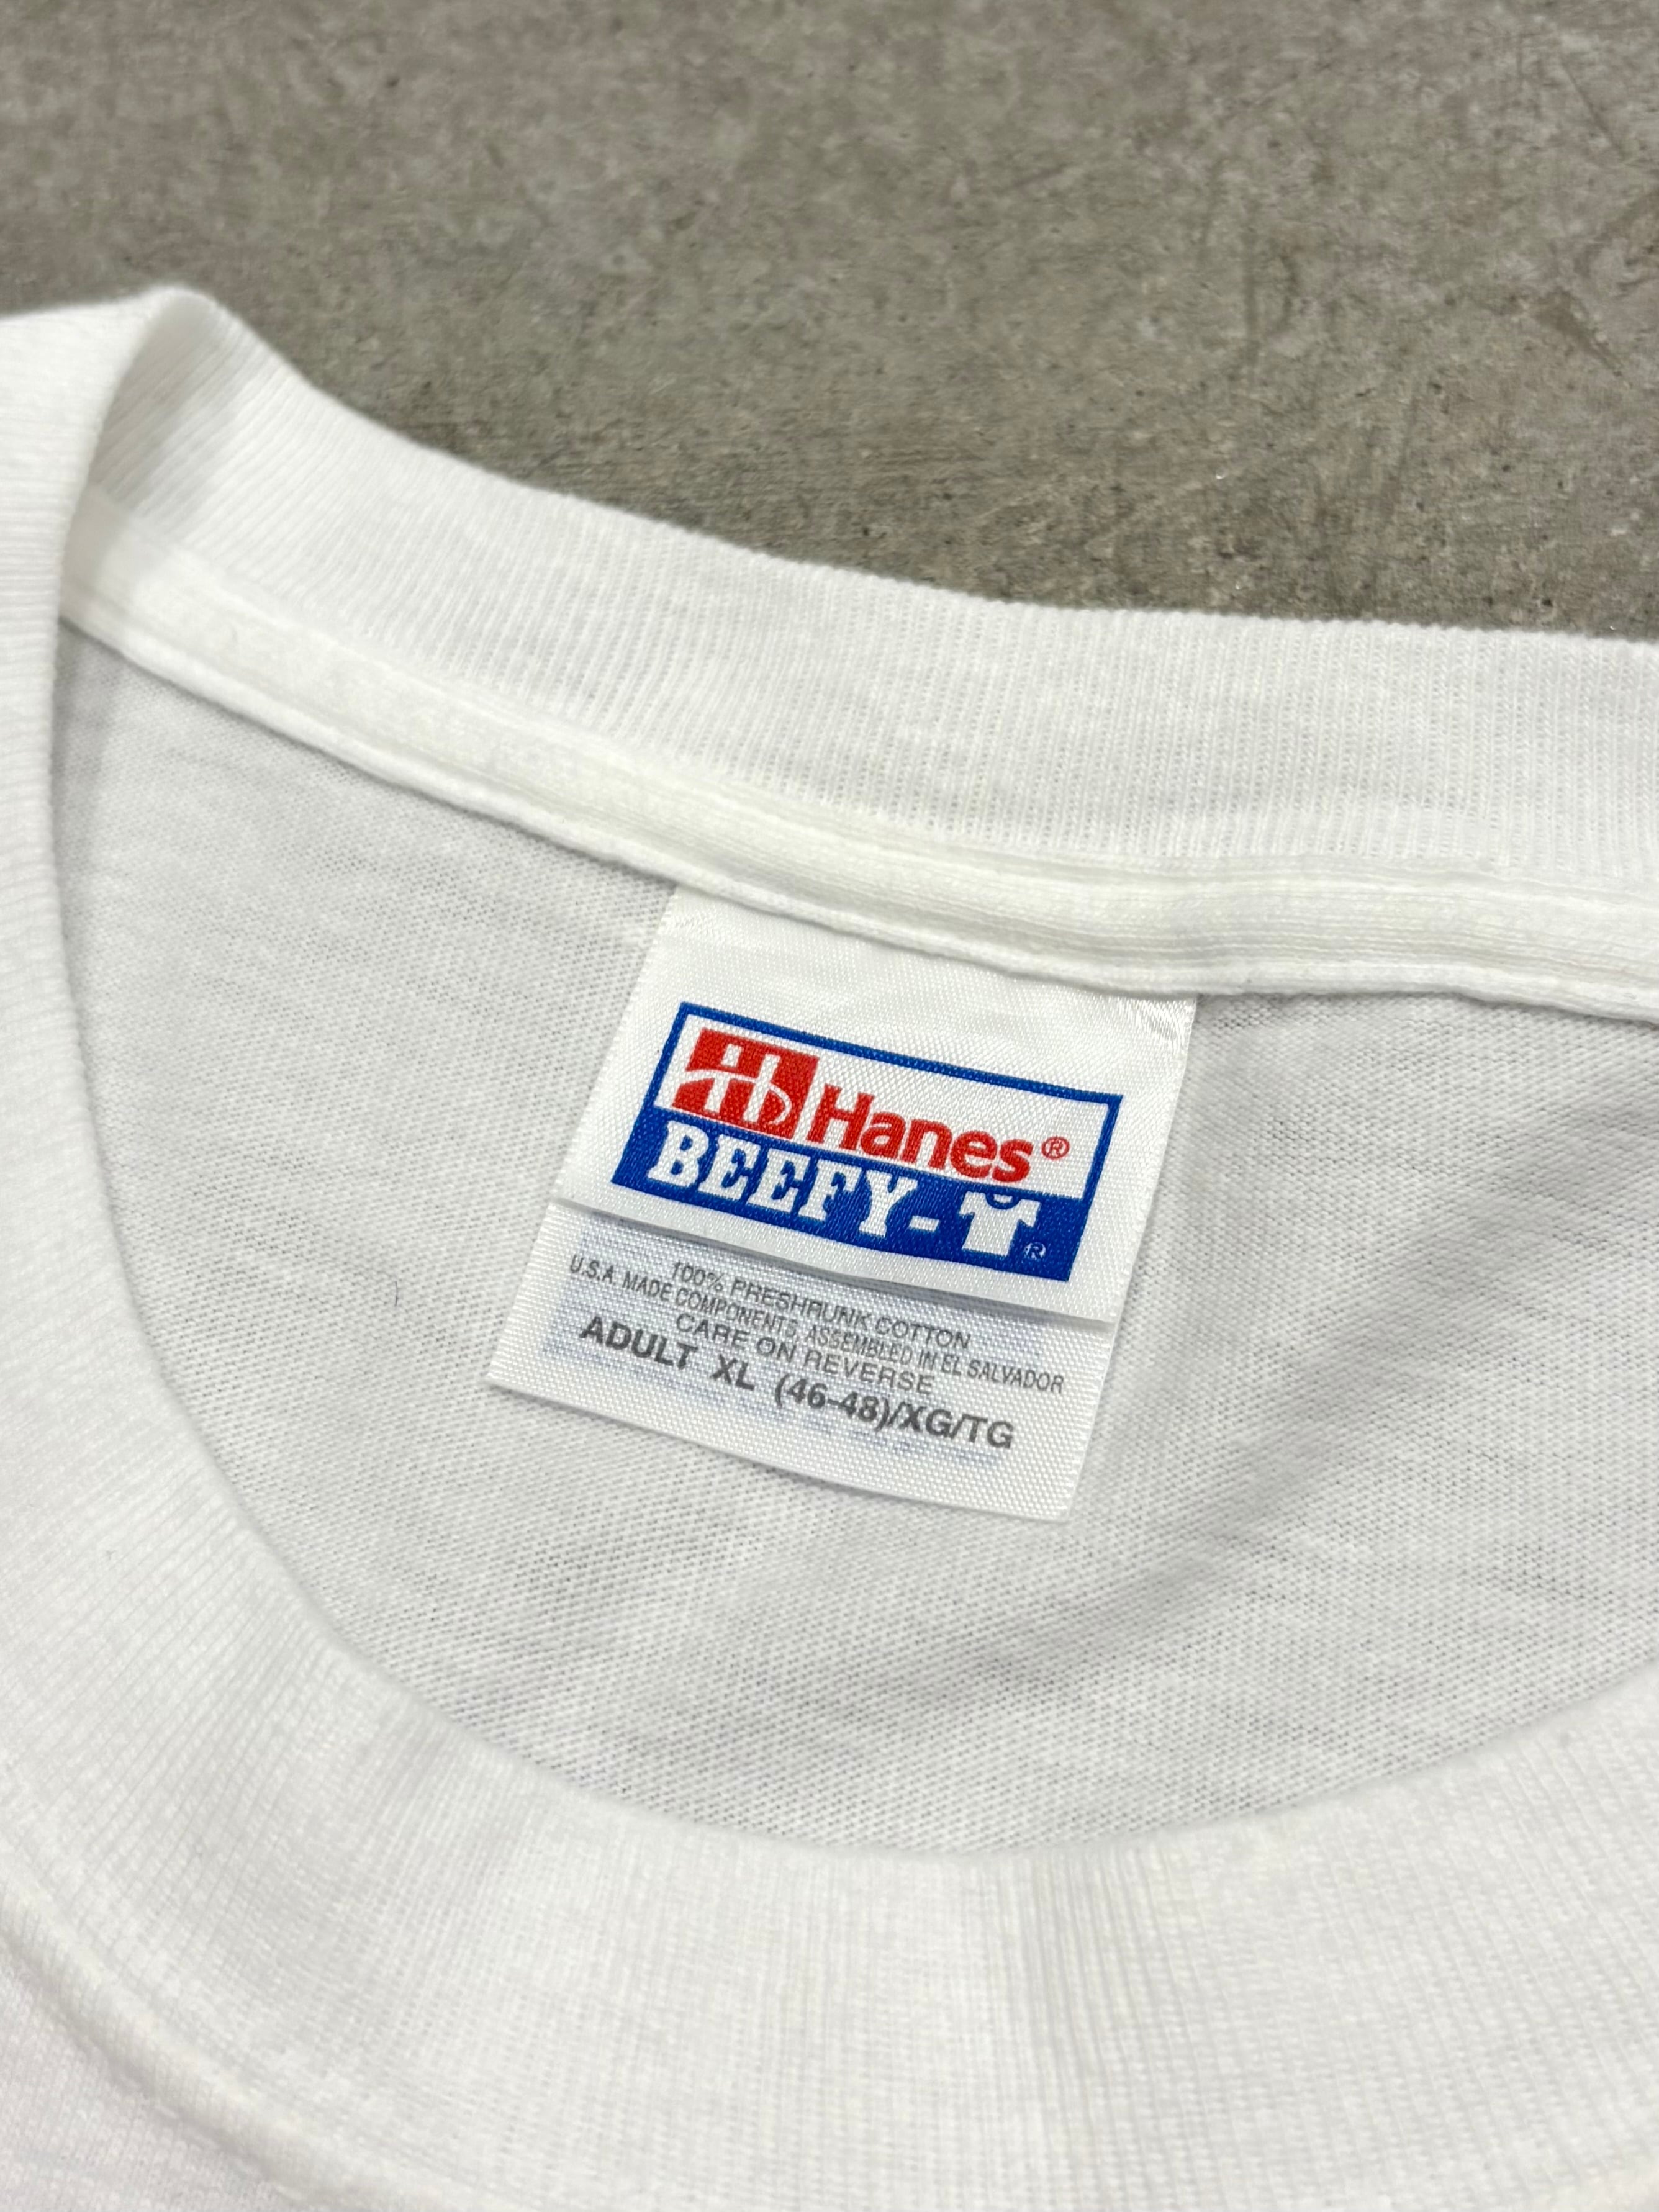 Hanes®
BEEFY-T®
100% PRESHRUNK COTTON
U.S.A. MADE COMPONENTS, ASSEMBLED IN EL SALVADOR
CARE ON REVERSE
ADULT XL (46-48)/XG/TG